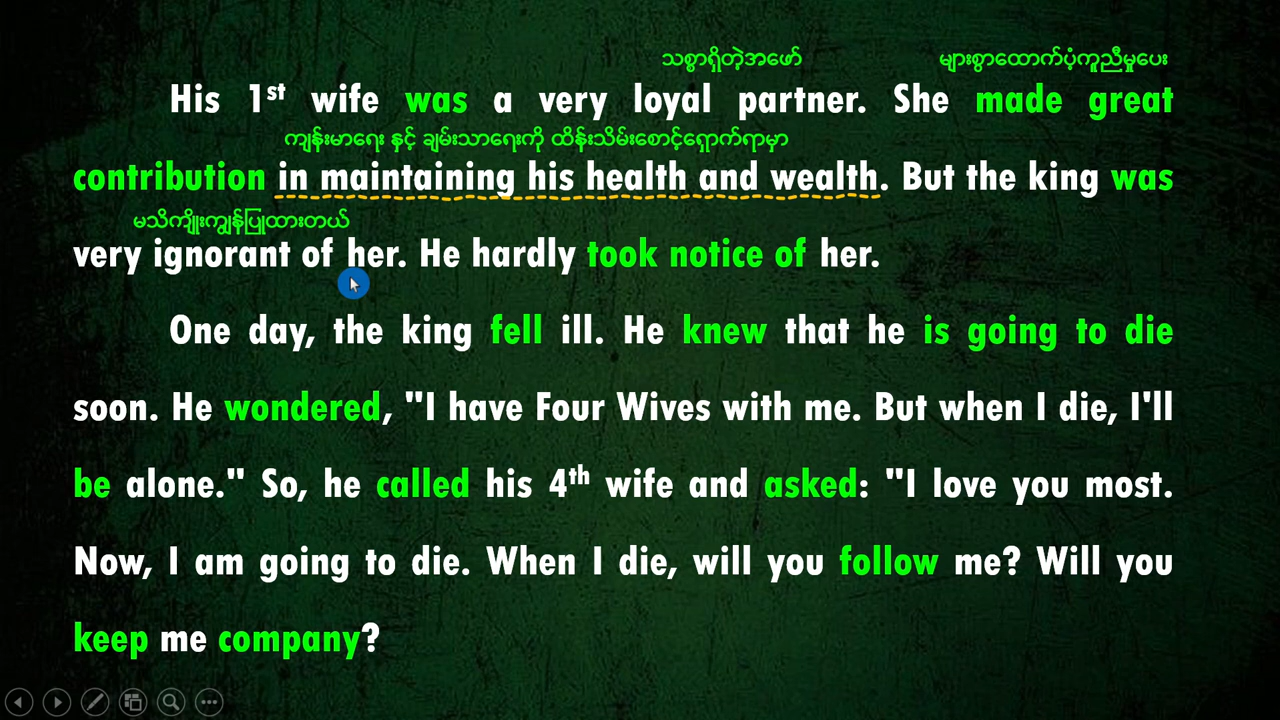 သစ္စာရှိတဲ့အဖော် များစွာထောက်ပံ့ကူညီမှုပေး
His 1st wife was a very loyal partner. She made great
ကျန်းမာရေး နှင့် ချမ်းသာရေးကို ထိန်းသိမ်းစောင့်ရှောက်ရာမှာ
contribution in maintaining his health and wealth. But the king was
မသိကျိုးကျွန်ပြုထားတယ်
very ignorant of her. He hardly took notice of her.
One day, the king fell ill. He knew that he is going to die
soon. He wondered, "I have Four Wives with me. But when I die, I'll
be alone." So, he called his 4th wife and asked: "I love you most.
Now, I am going to die. When I die, will you follow me? Will you
keep me company?